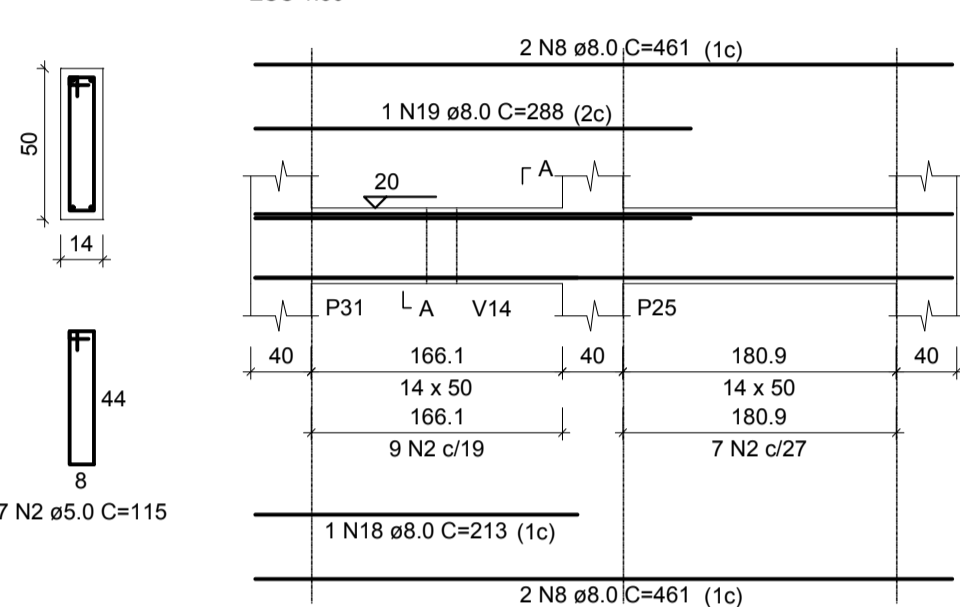 2 N8 ø8.0 C=461 (1c)
1 N19 ø8.0 C=288 (2c)
50
14
A
20
P31
A
V14
P25
40 166.1 40 180.9 40
14 x 50 14 x 50
166.1 180.9
9 N2 c/19 7 N2 c/27
44
8
7 N2 ø5.0 C=115
1 N18 ø8.0 C=213 (1c)
2 N8 ø8.0 C=461 (1c)